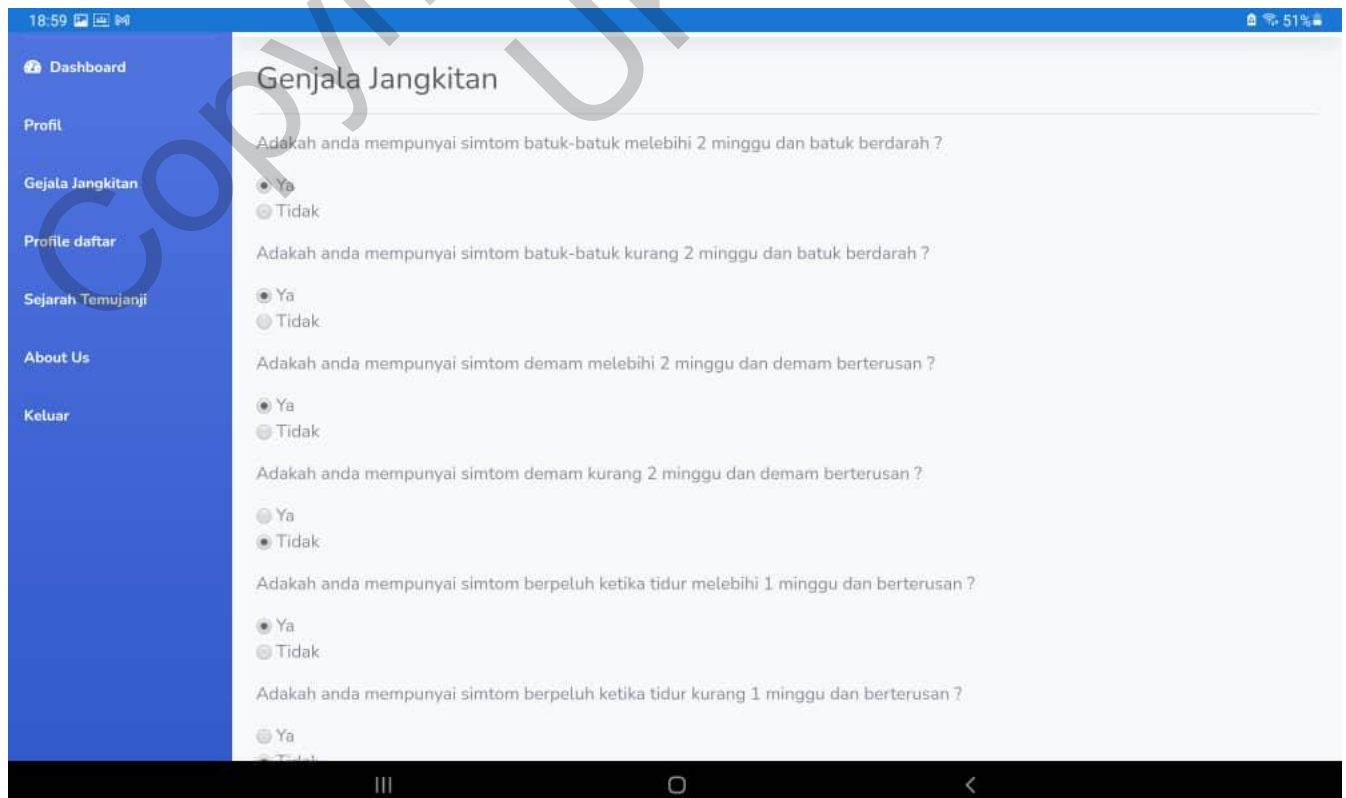 18:59
51%
Dashboard
Profil
Gejala Jangkitan
Profile daftar
Sejarah Temujanji
About Us
Keluar
Genjala Jangkitan
Adakah anda mempunyai simtom batuk-batuk melebihi 2 minggu dan batuk berdarah ?
Ya
Tidak
Adakah anda mempunyai simtom batuk-batuk kurang 2 minggu dan batuk berdarah ?
Ya
Tidak
Adakah anda mempunyai simtom demam melebihi 2 minggu dan demam berterusan ?
Ya
Tidak
Adakah anda mempunyai simtom demam kurang 2 minggu dan demam berterusan ?
Ya
Tidak
Adakah anda mempunyai simtom berpeluh ketika tidur melebihi 1 minggu dan berterusan ?
Ya
Tidak
Adakah anda mempunyai simtom berpeluh ketika tidur kurang 1 minggu dan berterusan ?
Ya